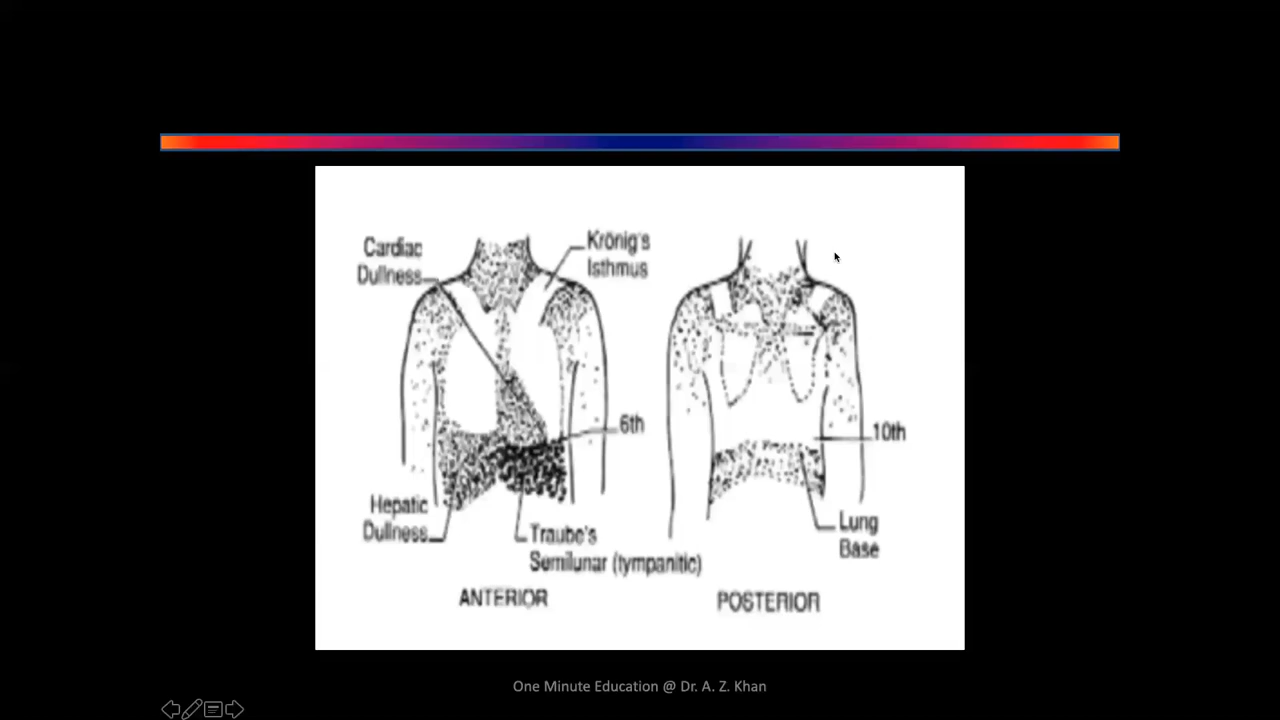 Cardiac
Dullness
Krönig's
Isthmus
6th
10th
Hepatic
Dullness
Traube's
Semilunar (tympanitic)
Lung
Base
ANTERIOR
POSTERIOR
One Minute Education @ Dr. A. Z. Khan